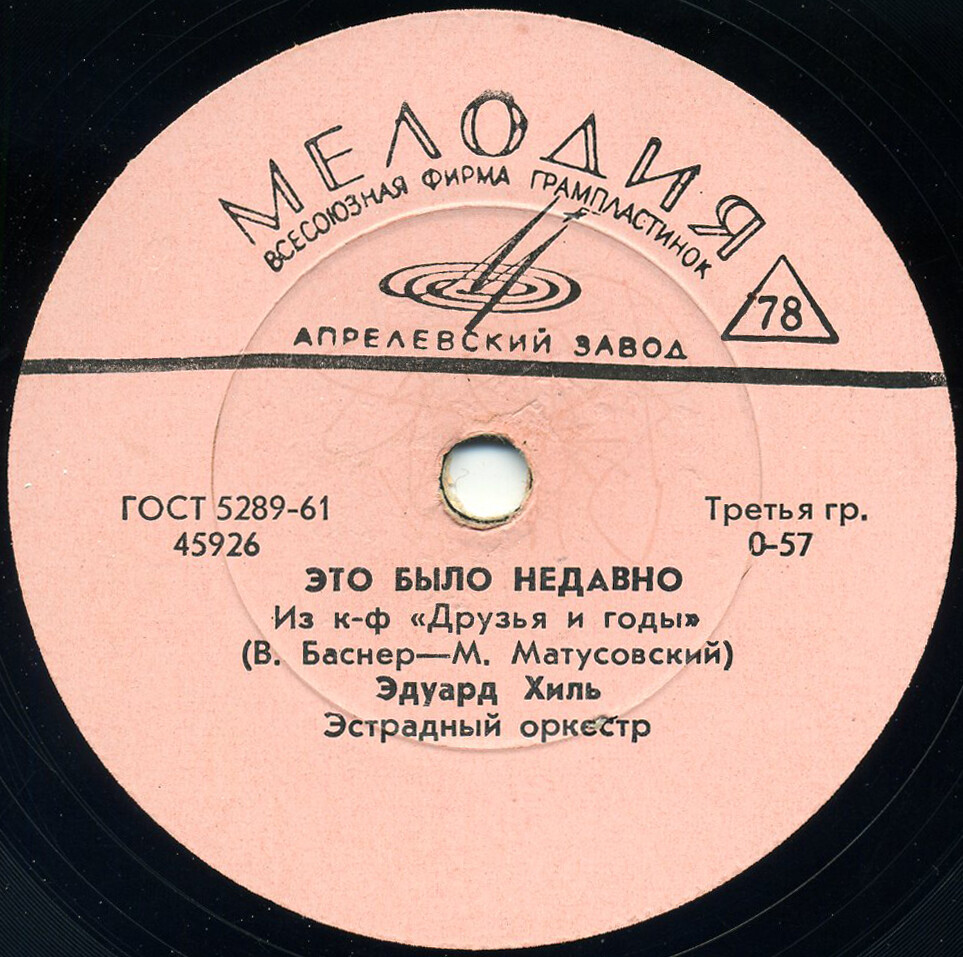 МЕЛОДИЯ
ВСЕСОЮЗНАЯ ФИРМА ГРАМПЛАСТИНОК
78
АПРЕЛЕВСКИЙ ЗАВОД
ГОСТ 5289-61 Третья гр.
45926 0-57
ЭТО БЫЛО НЕДАВНО
Из к-ф «Друзья и годы»
(В. Баснер—М. Матусовский)
Эдуард Хиль
Эстрадный оркестр